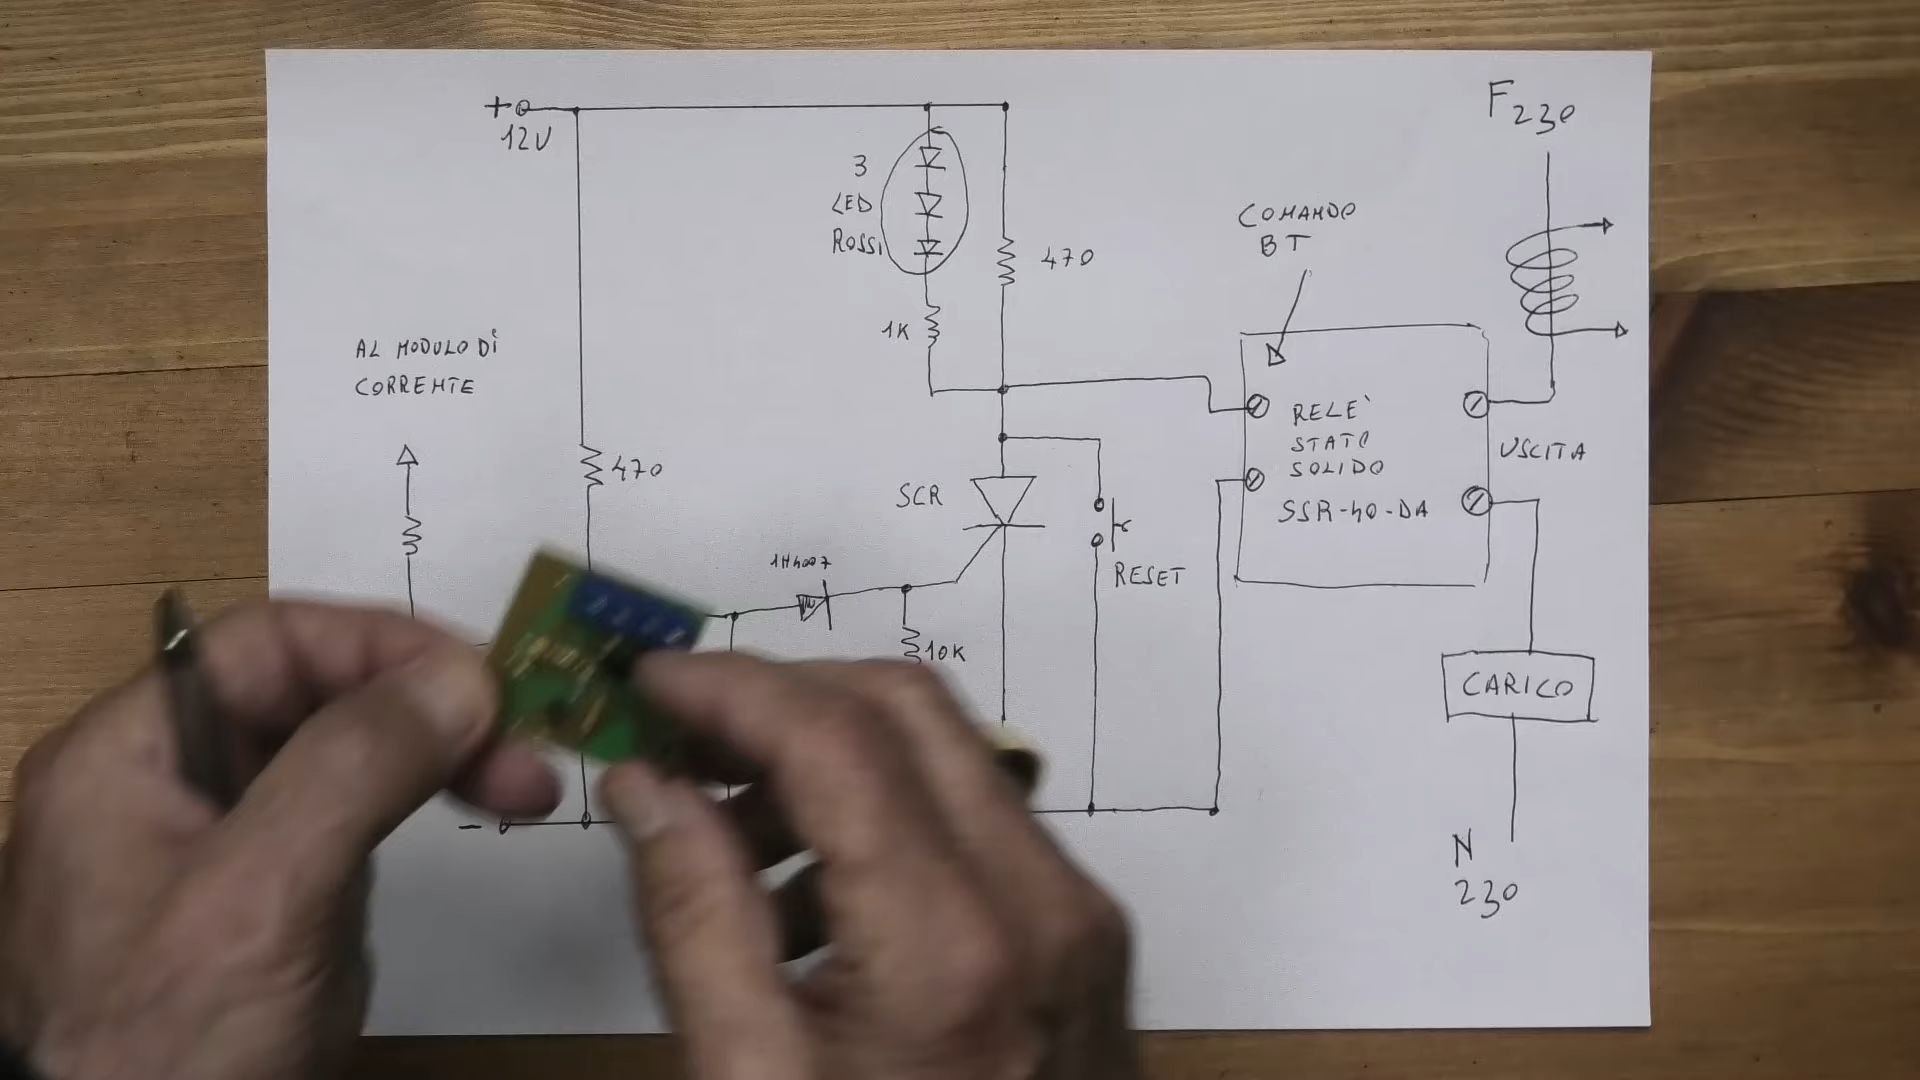 +
12V
3
LED
ROSSI
1K
470
AL MODULO DI
CORRENTE
470
1N4007
10K
SCR
RESET
COMANDO
BT
RELE'
STATO
SOLIDO
SSR-40-DA
USCITA
F230
CARICO
N
230
-